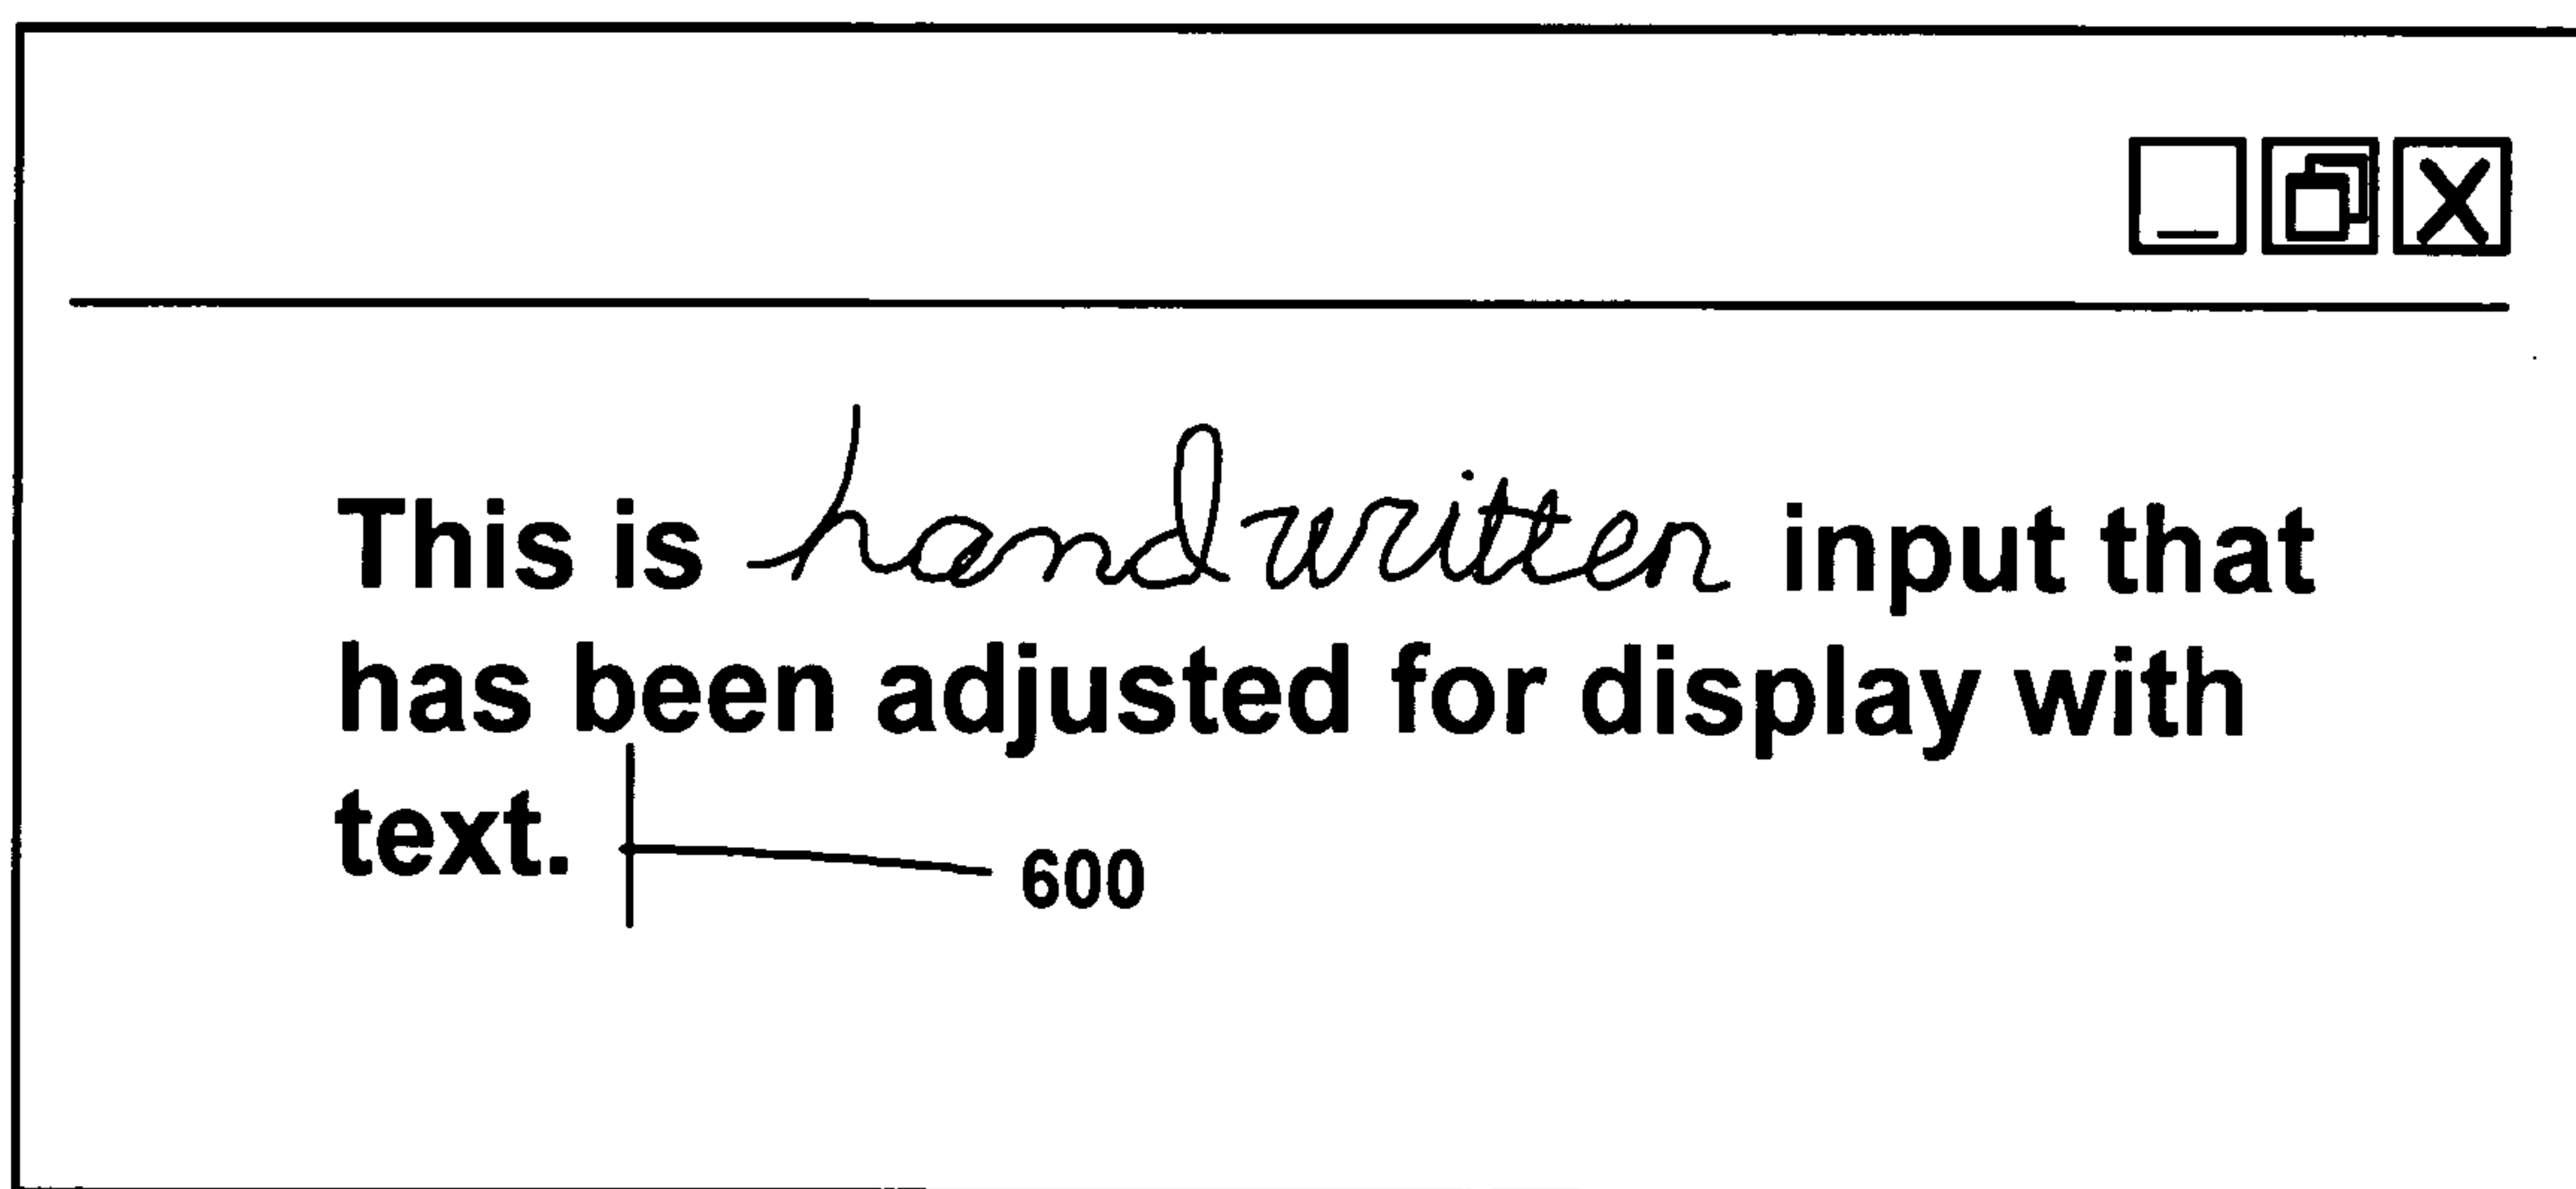 This is handwritten input that
has been adjusted for display with
text.
600